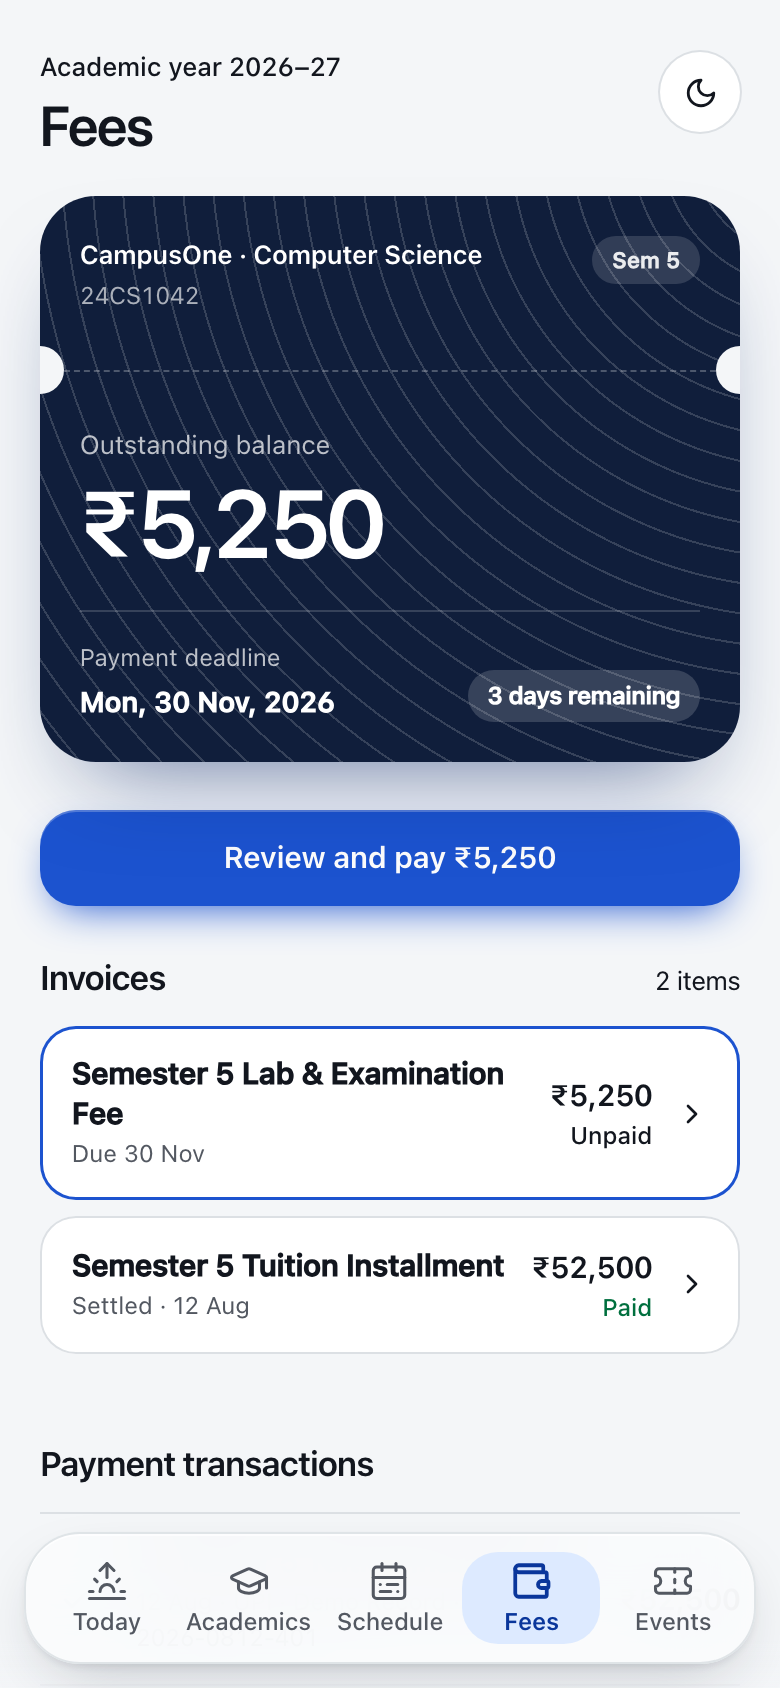 Academic year 2026–27
Fees
CampusOne · Computer Science
Sem 5
24CS1042
Outstanding balance
₹5,250
Payment deadline
Mon, 30 Nov, 2026
3 days remaining
Review and pay ₹5,250
Invoices
2 items
Semester 5 Lab & Examination
Fee
Due 30 Nov
₹5,250
Unpaid
Semester 5 Tuition Installment
Settled · 12 Aug
₹52,500
Paid
Payment transactions
Today
Academics
Schedule
Fees
Events